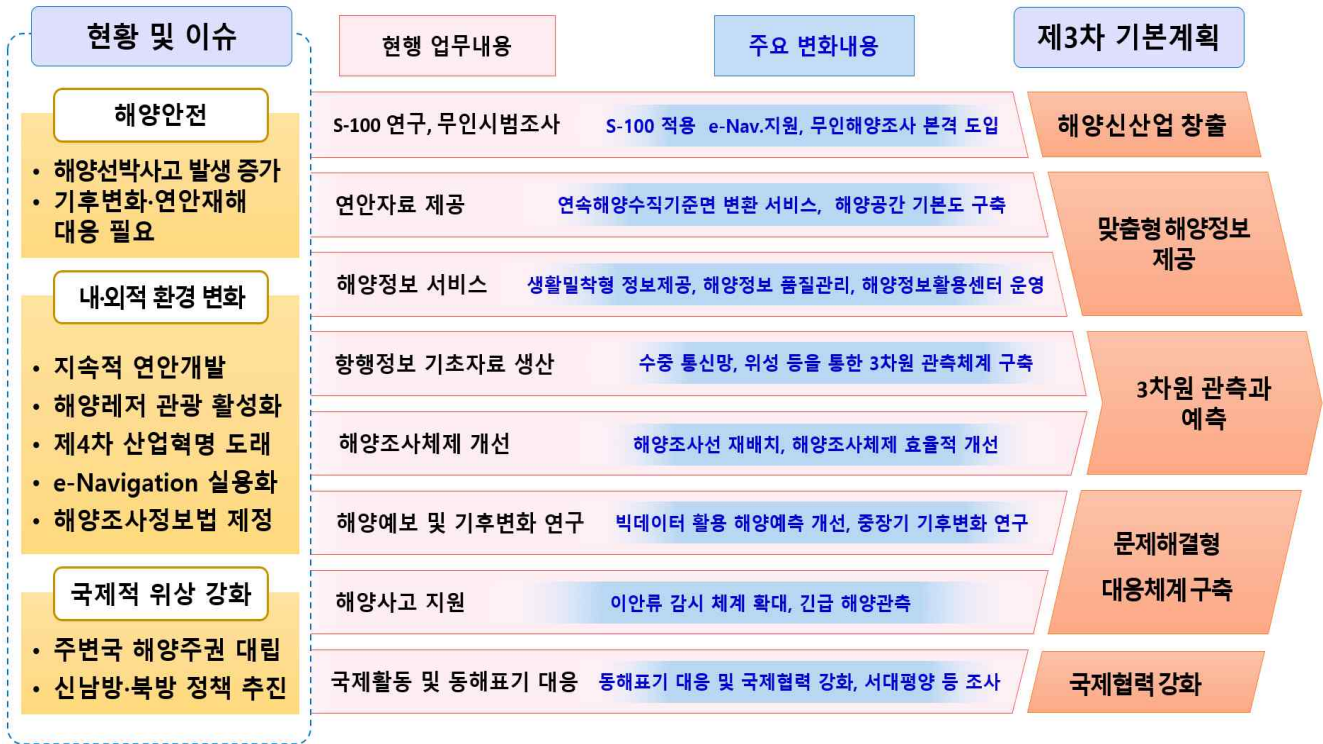 현황 및 이슈
해양안전
• 해양선박사고 발생 증가
• 기후변화·연안재해
대응 필요
내·외적 환경 변화
• 지속적 연안개발
• 해양레저 관광 활성화
• 제4차 산업혁명 도래
• e-Navigation 실용화
• 해양조사정보법 제정
국제적 위상 강화
• 주변국 해양주권 대립
• 신남방·북방 정책 추진
현행 업무내용
주요 변화내용
제3차 기본계획
S-100 연구, 무인시범조사
S-100 적용 e-Nav.지원, 무인해양조사 본격 도입
해양신산업 창출
연안자료 제공
연속해양수직기준면 변환 서비스, 해양공간 기본도 구축
해양정보 서비스
생활밀착형 정보제공, 해양정보 품질관리, 해양정보활용센터 운영
맞춤형 해양정보
제공
항행정보 기초자료 생산
수중 통신망, 위성 등을 통한 3차원 관측체계 구축
해양조사체제 개선
해양조사선 재배치, 해양조사체제 효율적 개선
3차원 관측과
예측
해양예보 및 기후변화 연구
빅데이터 활용 해양예측 개선, 중장기 기후변화 연구
해양사고 지원
이안류 감시 체계 확대, 긴급 해양관측
문제해결형
대응체계 구축
국제활동 및 동해표기 대응
동해표기 대응 및 국제협력 강화, 서대평양 등 조사
국제협력 강화